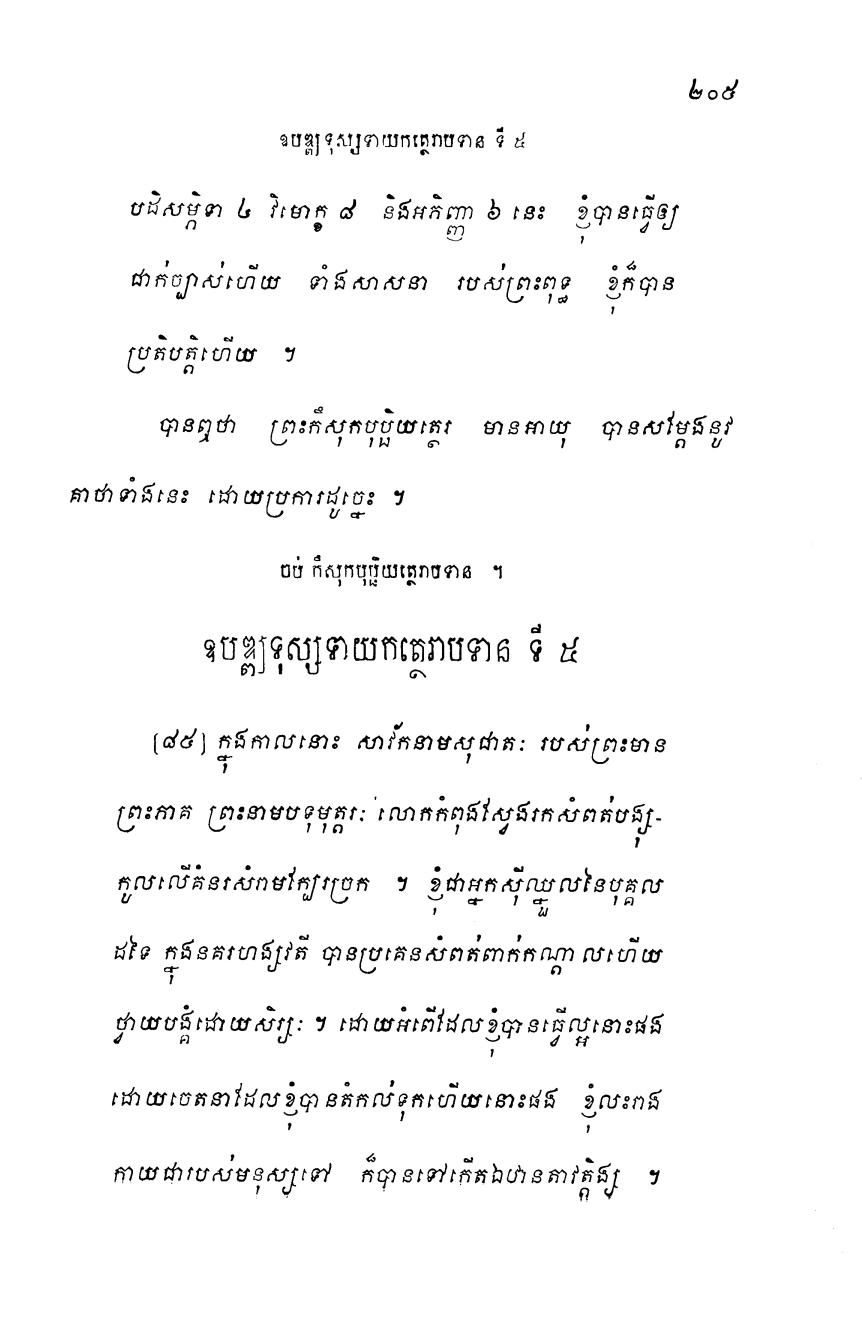 ២០៥
ឧបឌ្ឍទុស្សទាយកត្ថេរាបទាន ទី ៥
បដិសម្ភិទា ៤ វិមោក្ខ ៨ និងអភិញ្ញា ៦ នេះ ខ្ញុំបានធ្វើឲ្យ
ជាក់ច្បាស់ហើយ ទាំងសាសនា របស់ព្រះពុទ្ធ ខ្ញុំក៏បាន
ប្រតិបត្តិហើយ ។
បានឮថា ព្រះកឹសុកបុប្ផិយត្ថេរ មានអាយុ បានសម្តែងនូវ
គាថាទាំងនេះ ដោយប្រការដូច្នេះ ។
ចប់ កឹសុកបុប្ផិយត្ថេរាបទាន ។
ឧបឌ្ឍទុស្សទាយកត្ថេរាបទាន ទី ៥
[៨៥] ក្នុងកាលនោះ សាវ័កនាមសុជាតៈ របស់ព្រះមាន
ព្រះភាគ ព្រះនាមបទុមុត្តរៈ លោកកំពុងស្វែងរកសំពត់បង្សុ-
កូលលើគំនរសំរាមក្បែរច្រក ។ ខ្ញុំជាអ្នកស៊ីឈ្នួលនៃបុគ្គល
ដទៃ ក្នុងនគរហង្សវតី បានប្រគេនសំពត់ពាក់កណ្តាលហើយ
ថ្វាយបង្គំដោយសិរ្សៈ ។ ដោយអំពើដែលខ្ញុំបានធ្វើល្អនោះផង
ដោយចេតនាដែលខ្ញុំបានតំកល់ទុកហើយនោះផង ខ្ញុំលះរាង
កាយជារបស់មនុស្សទៅ ក៏បានទៅកើតឯឋានតាវត្តិង្ស ។